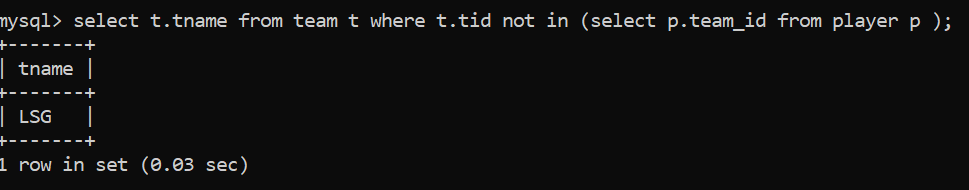 mysql> select t.tname from team t where t.tid not in (select p.team_id from player p );
+-------+
| tname |
+-------+
| LSG   |
+-------+
1 row in set (0.03 sec)